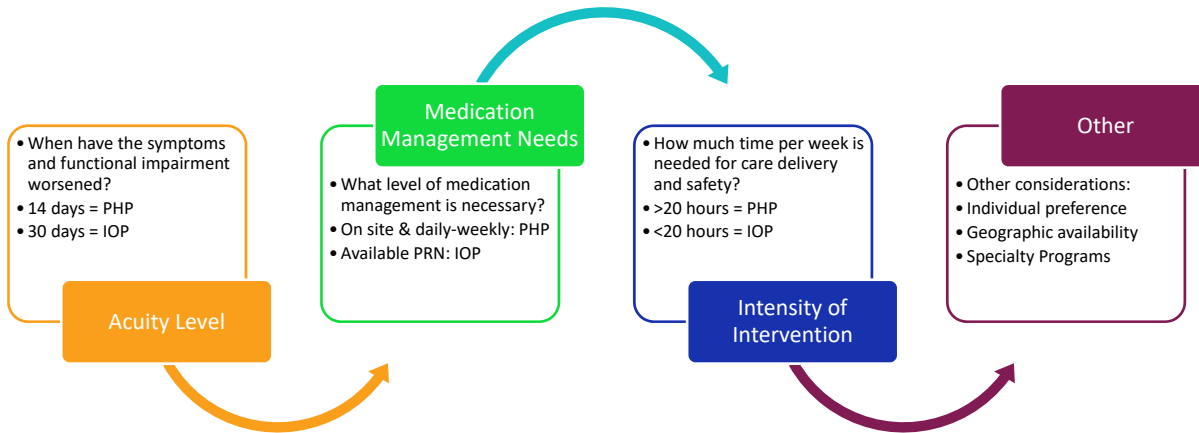 • When have the symptoms
and functional impairment
worsened?
• 14 days = PHP
• 30 days = IOP
Acuity Level
Medication
Management Needs
• What level of medication
management is necessary?
• On site & daily-weekly: PHP
• Available PRN: IOP
• How much time per week is
needed for care delivery
and safety?
• >20 hours = PHP
• <20 hours = IOP
Intensity of
Intervention
Other
• Other considerations:
• Individual preference
• Geographic availability
• Specialty Programs